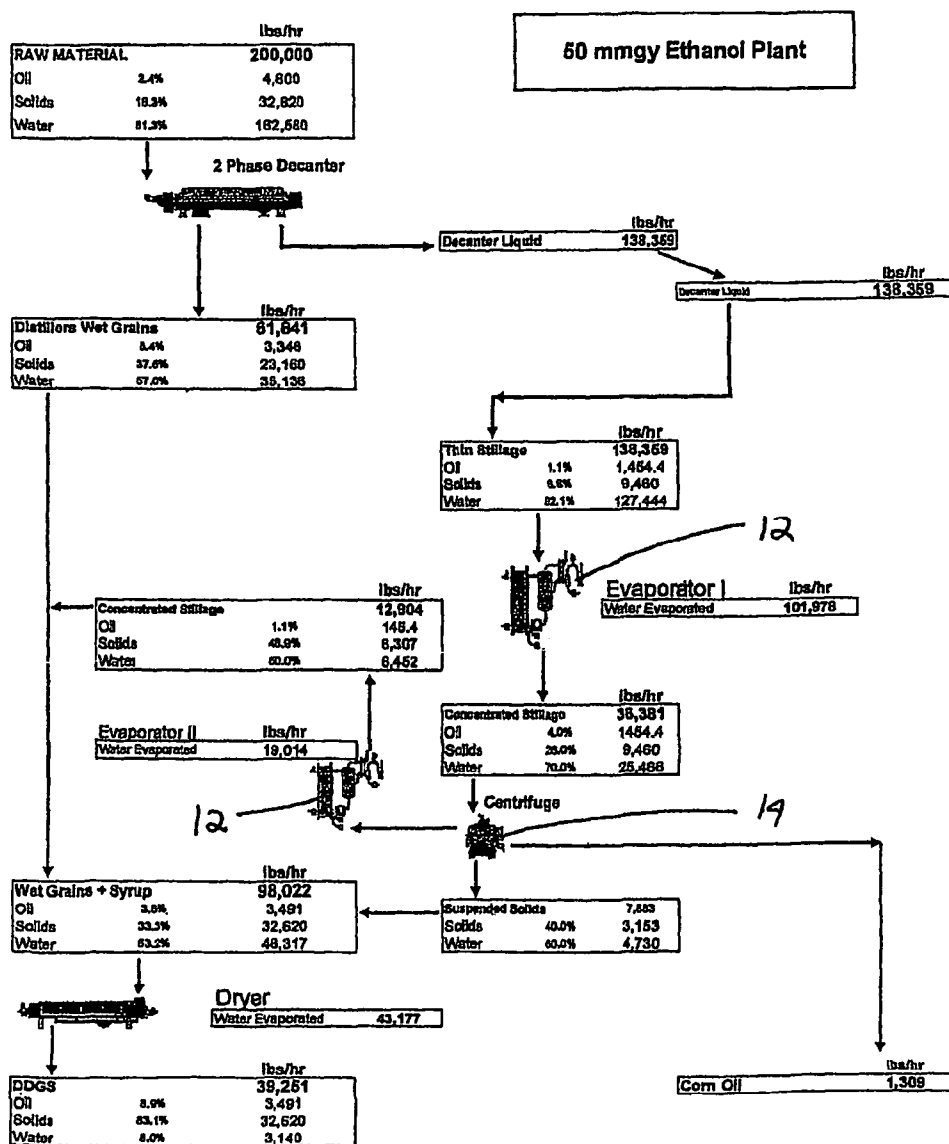 50 mmgy Ethanol Plant
lbs/hr
RAW MATERIAL 200,000
Oil 2.4% 4,800
Solids 16.3% 32,620
Water 81.3% 162,580
2 Phase Decanter
lbs/hr
Decanter Liquid 138,359
lbs/hr
Decanter Liquid 138,359
lbs/hr
Distillers Wet Grains 61,641
Oil 5.4% 3,346
Solids 37.6% 23,160
Water 57.0% 35,136
lbs/hr
Thin Stillage 138,359
Oil 1.1% 1,454.4
Solids 6.8% 9,460
Water 92.1% 127,444
12
Evaporator I lbs/hr
Water Evaporated 101,978
lbs/hr
Concentrated Stillage 12,904
Oil 1.1% 145.4
Solids 48.9% 6,307
Water 50.0% 6,452
lbs/hr
Concentrated Stillage 36,381
Oil 4.0% 1454.4
Solids 26.0% 9,460
Water 70.0% 25,466
Evaporator II lbs/hr
Water Evaporated 19,014
12
Centrifuge
14
lbs/hr
Wet Grains + Syrup 98,022
Oil 3,491
Solids 33.3% 32,620
Water 63.2% 48,317
Suspended Solids 7,883
Solids 40.0% 3,153
Water 60.0% 4,730
Dryer
Water Evaporated 43,177
lbs/hr
DDGS 39,251
Oil 8.9% 3,491
Solids 83.1% 32,620
Water 8.0% 3,140
lbs/hr
Corn Oil 1,309